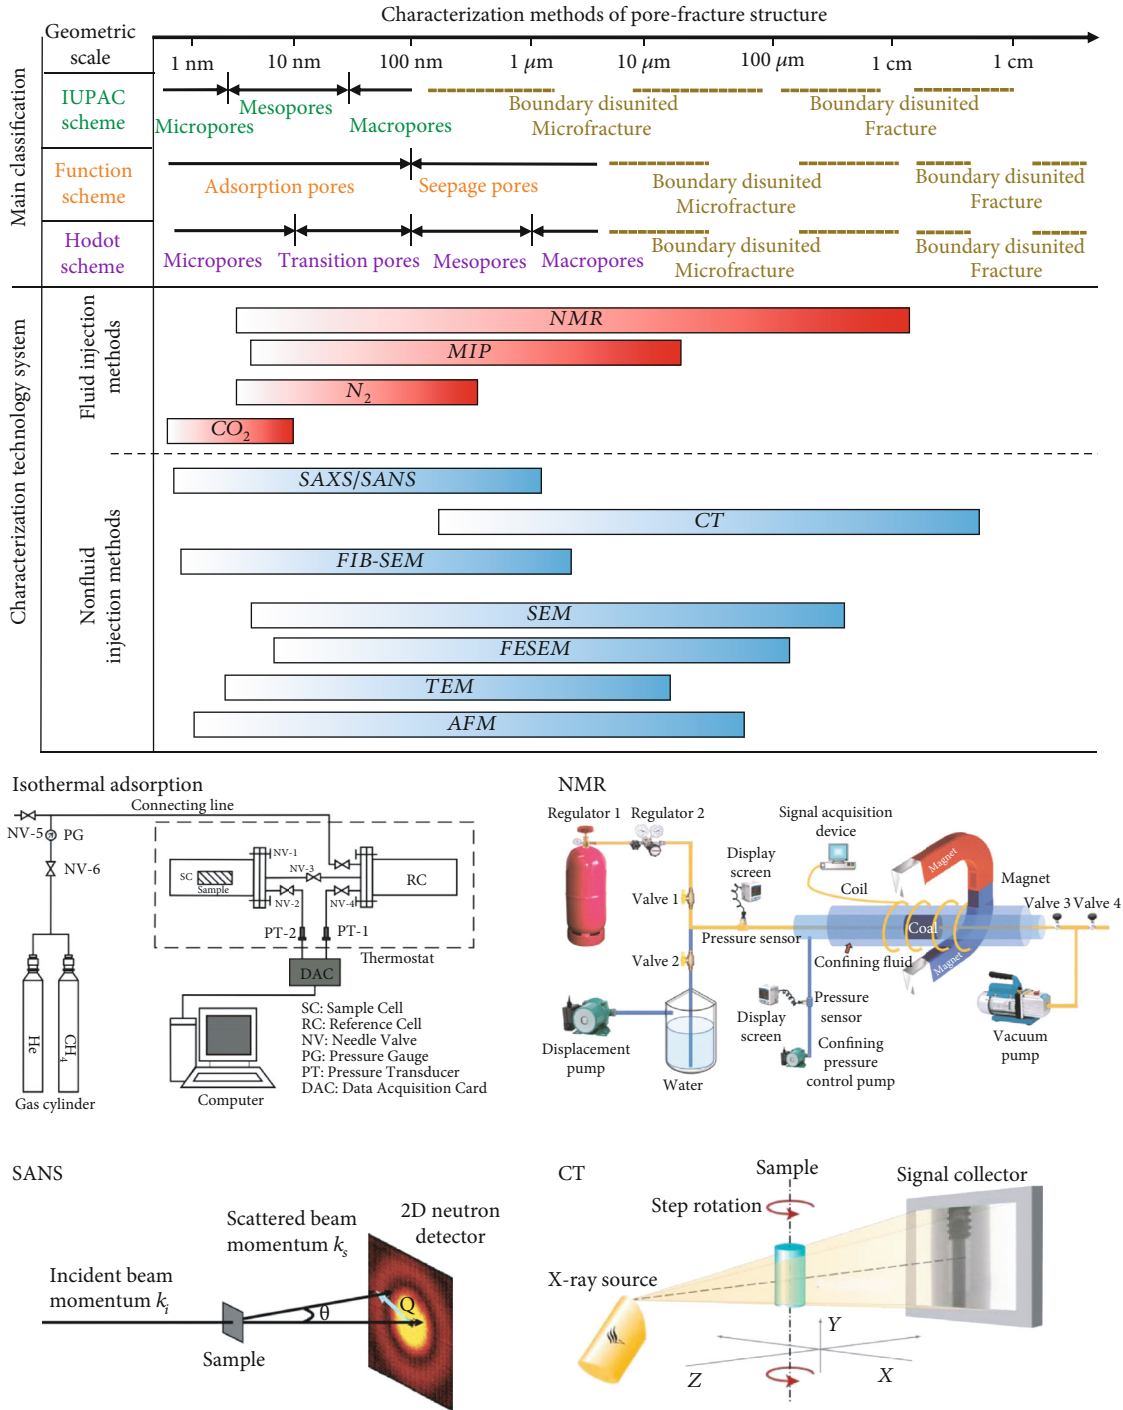 Characterization methods of pore-fracture structure
Geometric
scale
1 nm
10 nm
100 nm
1 μm
10 μm
100 μm
1 cm
1 cm
Main classification
IUPAC
scheme
Micropores
Mesopores
Macropores
Boundary disunited
Microfracture
Boundary disunited
Fracture
Function
scheme
Adsorption pores
Seepage pores
Boundary disunited
Microfracture
Boundary disunited
Fracture
Hodot
scheme
Micropores
Transition pores
Mesopores
Macropores
Boundary disunited
Microfracture
Boundary disunited
Fracture
Characterization technology system
Fluid injection
methods
NMR
MIP
N2
CO2
Nonfluid
injection methods
SAXS/SANS
CT
FIB-SEM
SEM
FESEM
TEM
AFM
Isothermal adsorption
Connecting line
NV-5
PG
NV-6
NV-1
NV-3
SC
Sample
NV-2
NV-4
RC
PT-2
PT-1
Thermostat
DAC
He
CH4
Gas cylinder
Computer
SC: Sample Cell
RC: Reference Cell
NV: Needle Valve
PG: Pressure Gauge
PT: Pressure Transducer
DAC: Data Acquisition Card
NMR
Regulator 1
Regulator 2
Signal acquisition
device
Display
screen
Magnet
Magnet
Coil
Valve 1
Valve 3
Valve 4
Pressure sensor
Coal
Confining fluid
Magnet
Valve 2
Pressure
sensor
Display
screen
Displacement
pump
Water
Confining
pressure
control pump
Vacuum
pump
SANS
Scattered beam
momentum ks
2D neutron
detector
Incident beam
momentum ki
Q
θ
Sample
CT
Sample
Signal collector
Step rotation
X-ray source
Y
Z
X